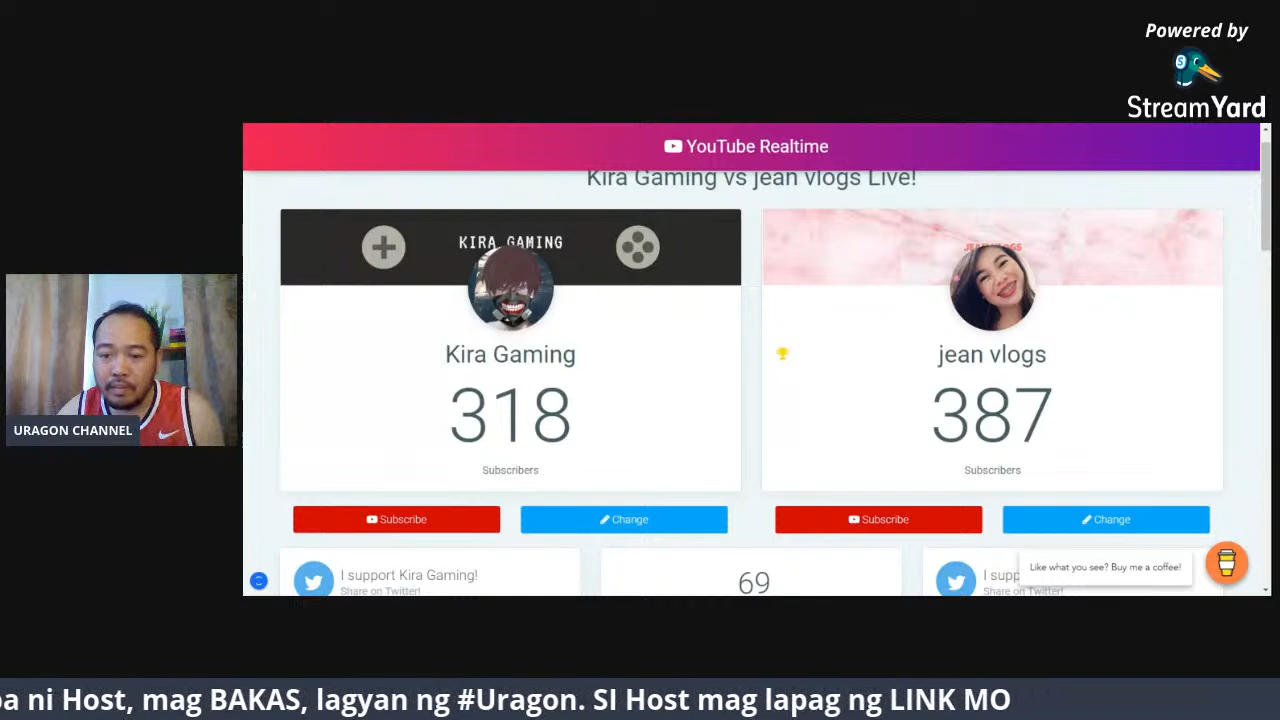 Powered by
StreamYard
YouTube Realtime
Kira Gaming vs jean vlogs Live!
KIRA GAMING
JEAN VLOGS
Kira Gaming
jean vlogs
318
387
Subscribers
Subscribers
Subscribe
Change
Subscribe
Change
I support Kira Gaming!
Share on Twitter!
69
I supp
Share on Twitter!
Like what you see? Buy me a coffee!
URAGON CHANNEL
ni Host, mag BAKAS, lagyan ng #Uragon. SI Host mag lapag ng LINK MO